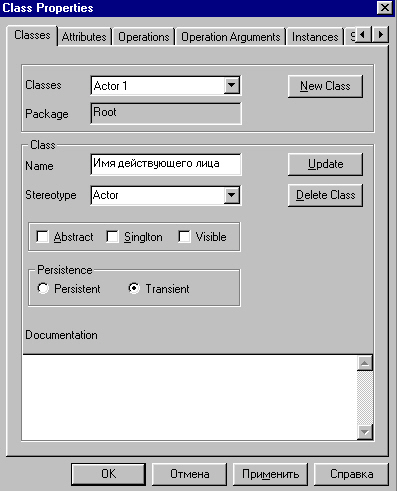 Class Properties
Classes Attributes Operations Operation Arguments Instances S
Classes Actor 1 New Class
Package Root
Class
Name Имя действующего лица Update
Stereotype Actor Delete Class
Abstract Singlton Visible
Persistence
Persistent Transient
Documentation
OK Отмена Применить Справка